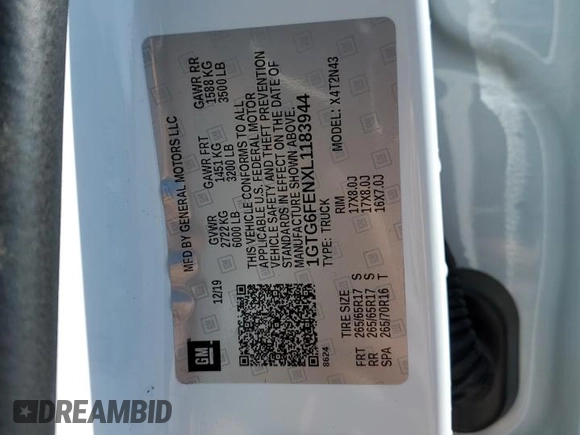 MFD BY GENERAL MOTORS LLC
12/19 GVWR GAWR FRT GAWR RR
2722 KG 1451 KG 1588 KG
6000 LB 3200 LB 3500 LB
THIS VEHICLE CONFORMS TO ALL
APPLICABLE U.S. FEDERAL MOTOR
VEHICLE SAFETY AND THEFT PREVENTION
STANDARDS IN EFFECT ON THE DATE OF
MANUFACTURE SHOWN ABOVE.
1GTG6FENXL1183944
TYPE: TRUCK MODEL: X4T2N43
GM
8624
TIRE SIZE RIM
FRT 265/65R17 S 17X8.0J
RR 265/65R17 S 17X8.0J
SPA 265/70R16 T 16X7.0J
DREAMBID